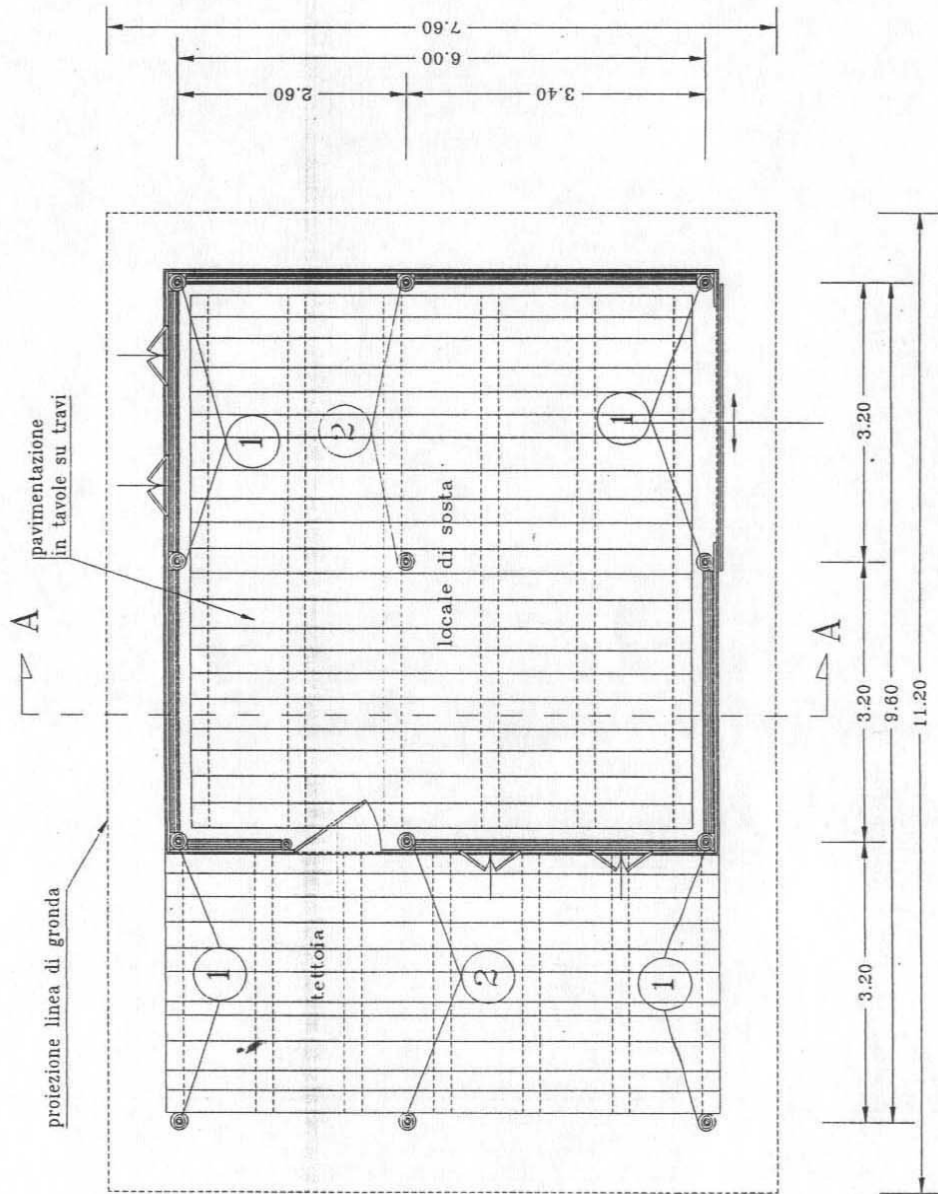 proiezione linea di gronda
pavimentazione
in tavole su travi
A
A
1
2
1
locale di sosta
tettoia
1
2
1
2.60
3.40
6.00
7.60
3.20
3.20
3.20
9.60
11.20